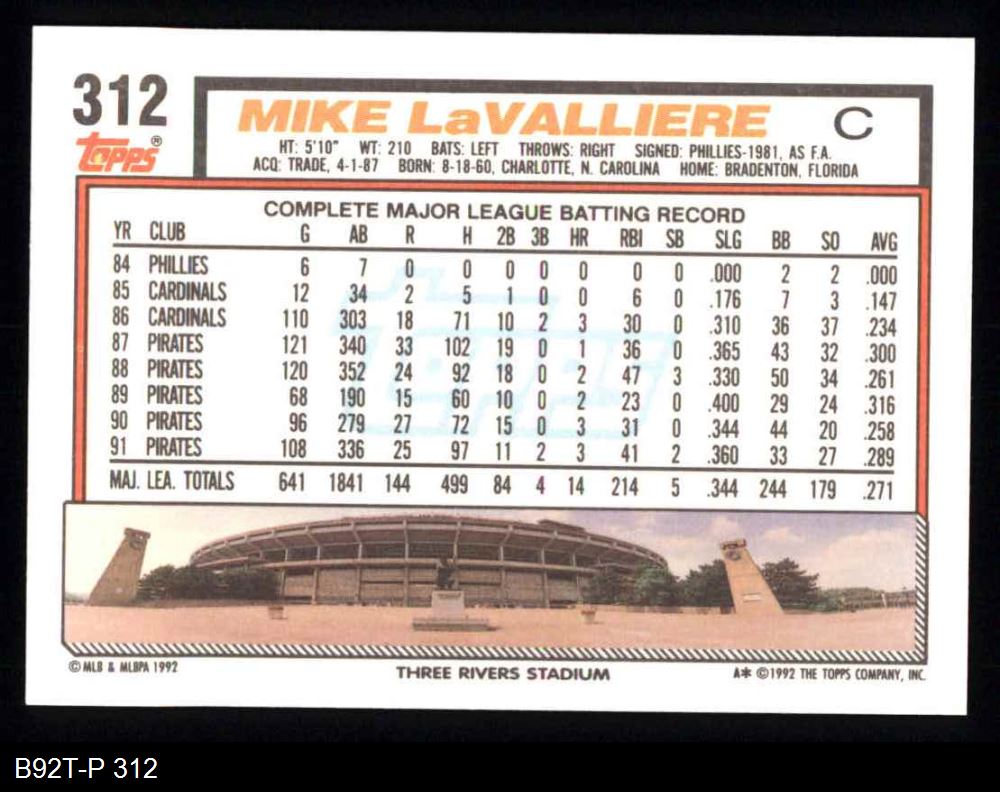 312
Topps®
MIKE LaVALLIERE C
HT: 5'10" WT: 210 BATS: LEFT THROWS: RIGHT SIGNED: PHILLIES-1981, AS F.A.
ACQ: TRADE, 4-1-87 BORN: 8-18-60, CHARLOTTE, N. CAROLINA HOME: BRADENTON, FLORIDA
COMPLETE MAJOR LEAGUE BATTING RECORD
YR CLUB G AB R H 2B 3B HR RBI SB SLG BB SO AVG
84 PHILLIES 6 7 0 0 0 0 0 0 0 .000 2 2 .000
85 CARDINALS 12 34 2 5 1 0 0 6 0 .176 7 3 .147
86 CARDINALS 110 303 18 71 10 2 3 30 0 .310 36 37 .234
87 PIRATES 121 340 33 102 19 0 1 36 0 .365 43 32 .300
88 PIRATES 120 352 24 92 18 0 2 47 3 .330 50 34 .261
89 PIRATES 68 190 15 60 10 0 2 23 0 .400 29 24 .316
90 PIRATES 96 279 27 72 15 0 3 31 0 .344 44 20 .258
91 PIRATES 108 336 25 97 11 2 3 41 2 .360 33 27 .289
MAJ. LEA. TOTALS 641 1841 144 499 84 4 14 214 5 .344 244 179 .271
Topps
© MLB & MLBPA 1992
THREE RIVERS STADIUM
A* ©1992 THE TOPPS COMPANY, INC.
B92T-P 312